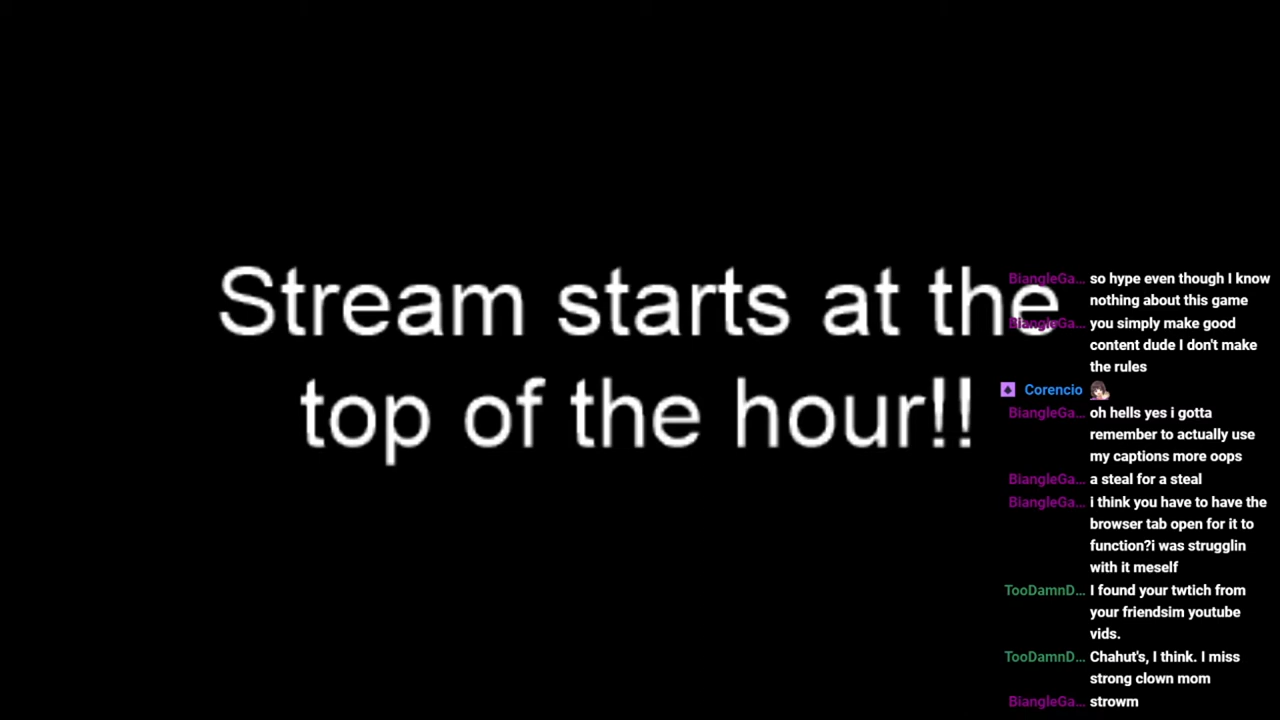 Stream starts at the
top of the hour!!
BiangleGa... so hype even though I know
nothing about this game
BiangleGa... you simply make good
content dude I don't make
the rules
Corencio
BiangleGa... oh hells yes i gotta
remember to actually use
my captions more oops
BiangleGa... a steal for a steal
BiangleGa... i think you have to have the
browser tab open for it to
function?i was strugglin
with it meself
TooDamnD... I found your twtich from
your friendsim youtube
vids.
TooDamnD... Chahut's, I think. I miss
strong clown mom
BiangleGa... strowm